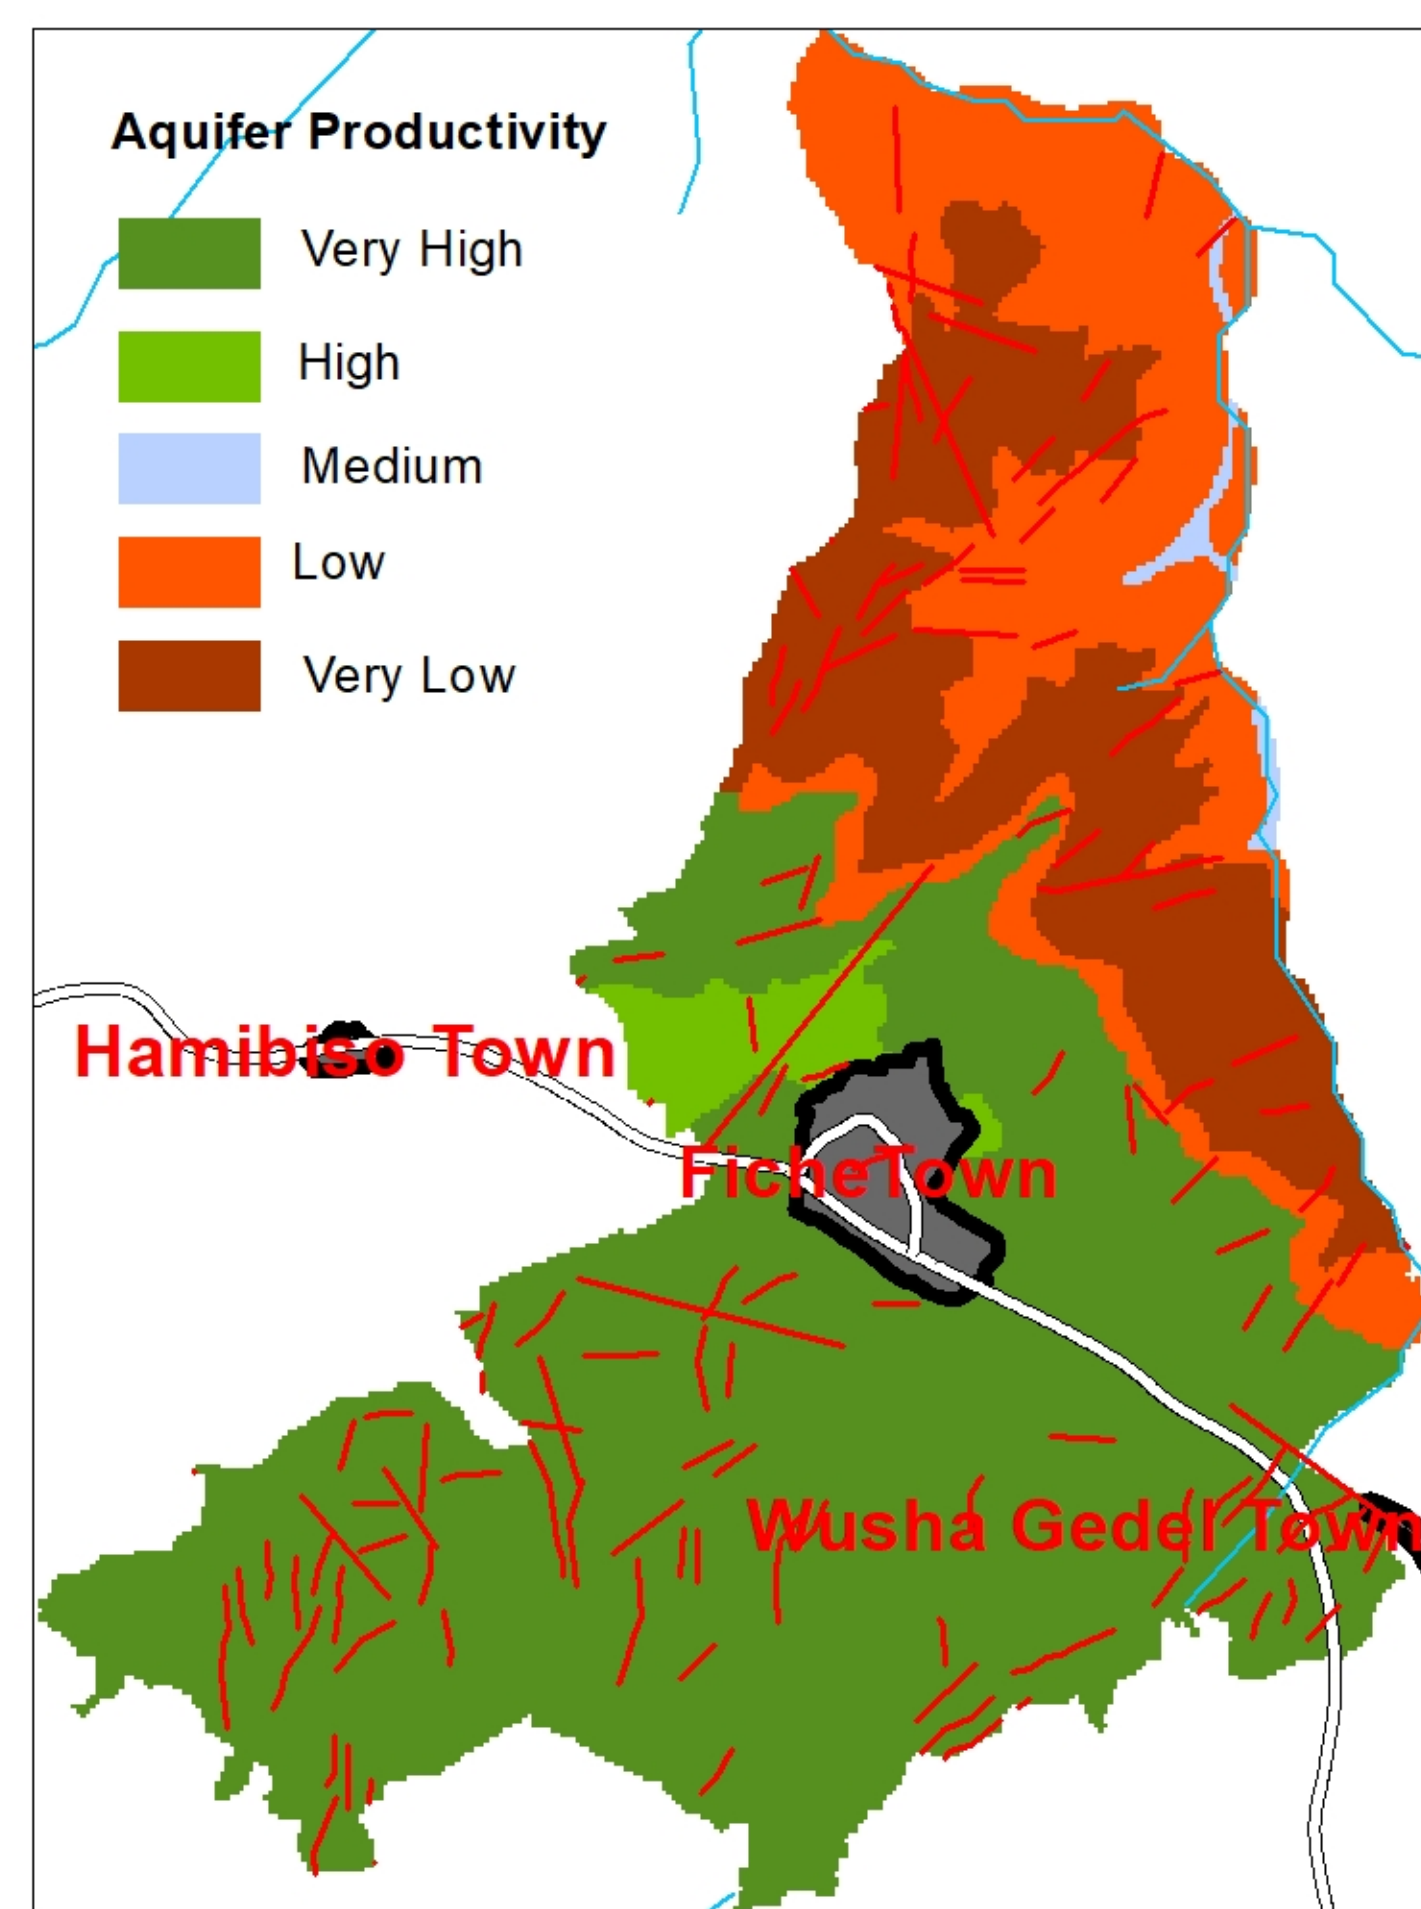 Aquifer Productivity
Very High
High
Medium
Low
Very Low
Hamibiso Town
FicheTown
Wusha Gedel Town